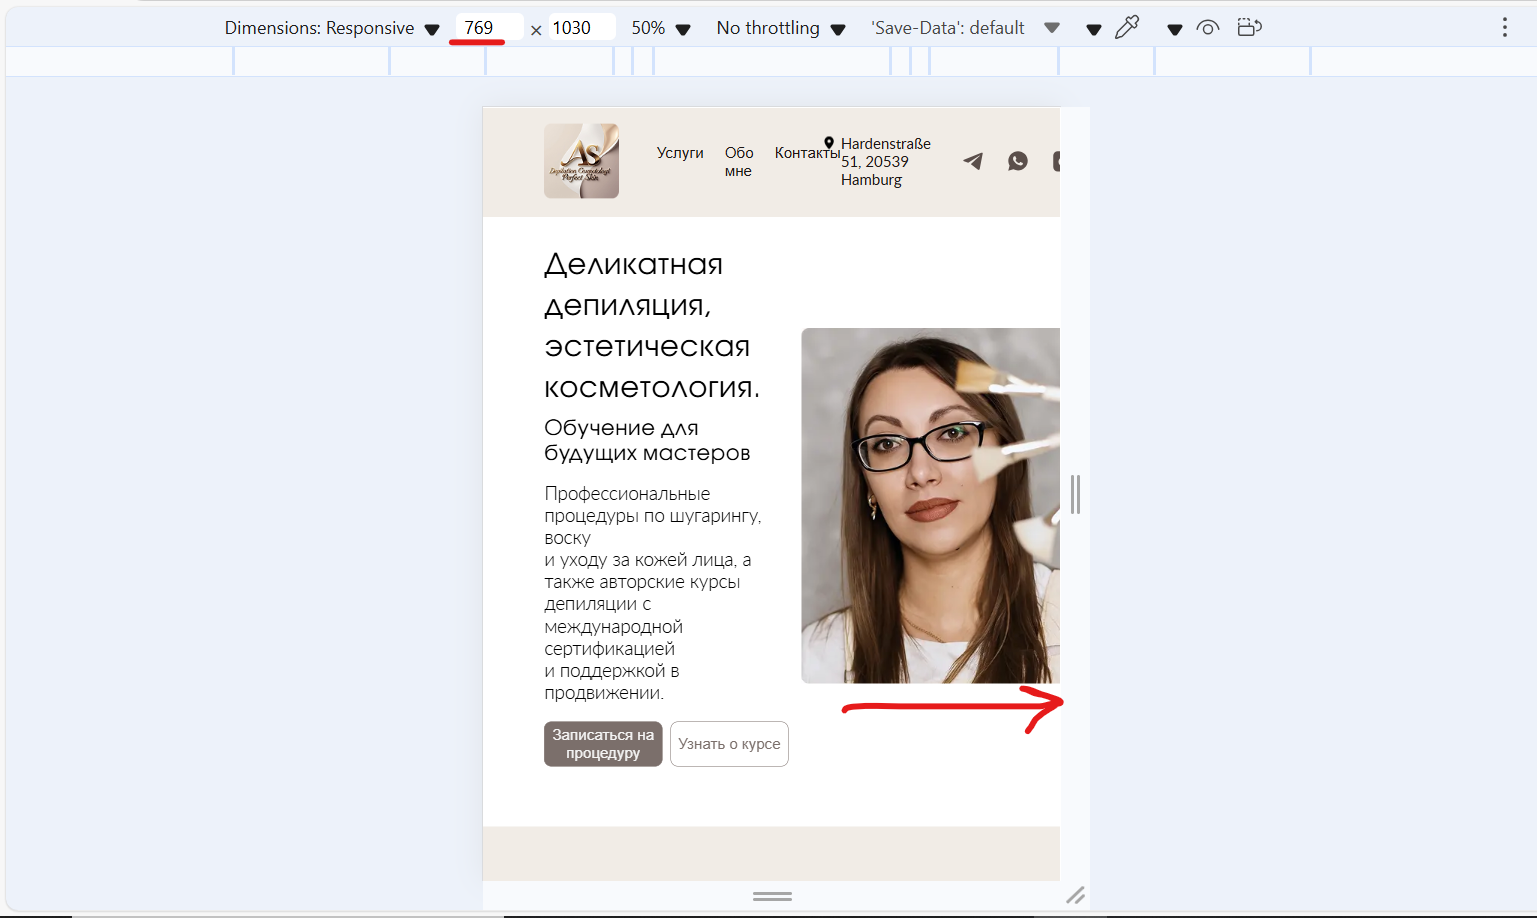 Dimensions: Responsive 769 × 1030 50% No throttling 'Save-Data': default
AS
Depilation Cosmetologi
Perfect Skin
Услуги
Обо
мне
Контакты
Hardenstraße
51, 20539
Hamburg
Деликатная
депиляция,
эстетическая
косметология.
Обучение для
будущих мастеров
Профессиональные
процедуры по шугарингу,
воску
и уходу за кожей лица, а
также авторские курсы
депиляции с
международной
сертификацией
и поддержкой в
продвижении.
Записаться на
процедуру
Узнать о курсе